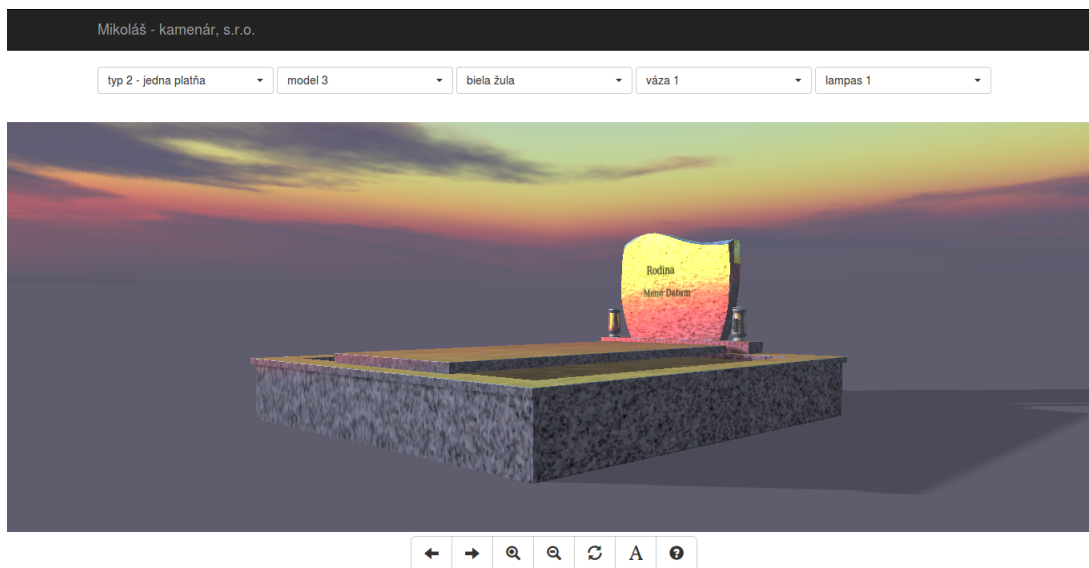 Mikoláš - kamenár, s.r.o.
typ 2 - jedna platňa
model 3
biela žula
váza 1
lampas 1
Rodina
Meno Datum
A